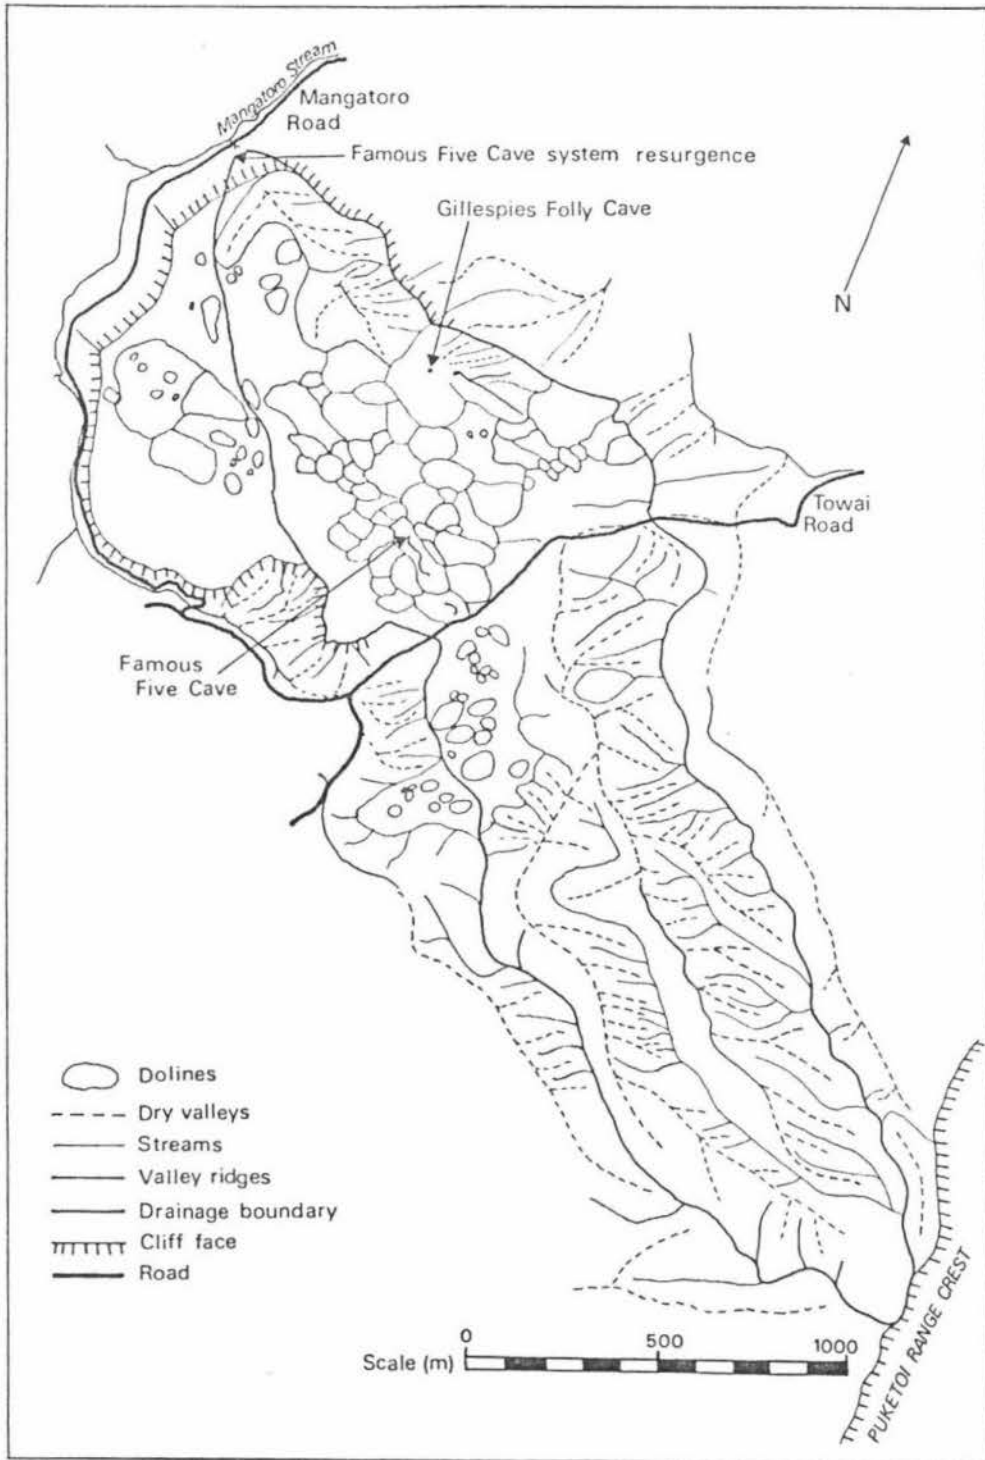 Mangatoro Stream
Mangatoro
Road
Famous Five Cave system resurgence
Gillespies Folly Cave
N
Towai
Road
Famous
Five Cave
Dolines
Dry valleys
Streams
Valley ridges
Drainage boundary
Cliff face
Road
0 500 1000
Scale (m)
PUKETOI RANGE CREST